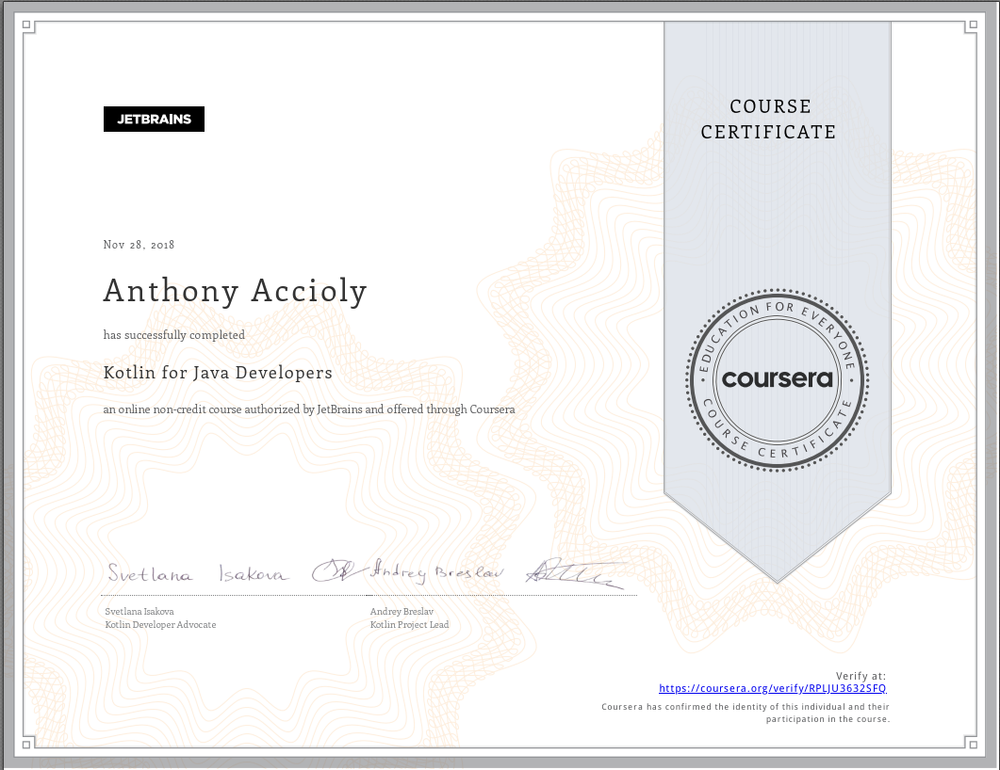 JETBRAINS
COURSE
CERTIFICATE
Nov 28, 2018
Anthony Accioly
has successfully completed
Kotlin for Java Developers
an online non-credit course authorized by JetBrains and offered through Coursera
EDUCATION FOR EVERYONE
coursera
COURSE CERTIFICATE
Svetlana Isakova
Andrey Breslav
Svetlana Isakova
Kotlin Developer Advocate
Andrey Breslav
Kotlin Project Lead
Verify at:
https://coursera.org/verify/RPLJU3632SFQ
Coursera has confirmed the identity of this individual and their
participation in the course.